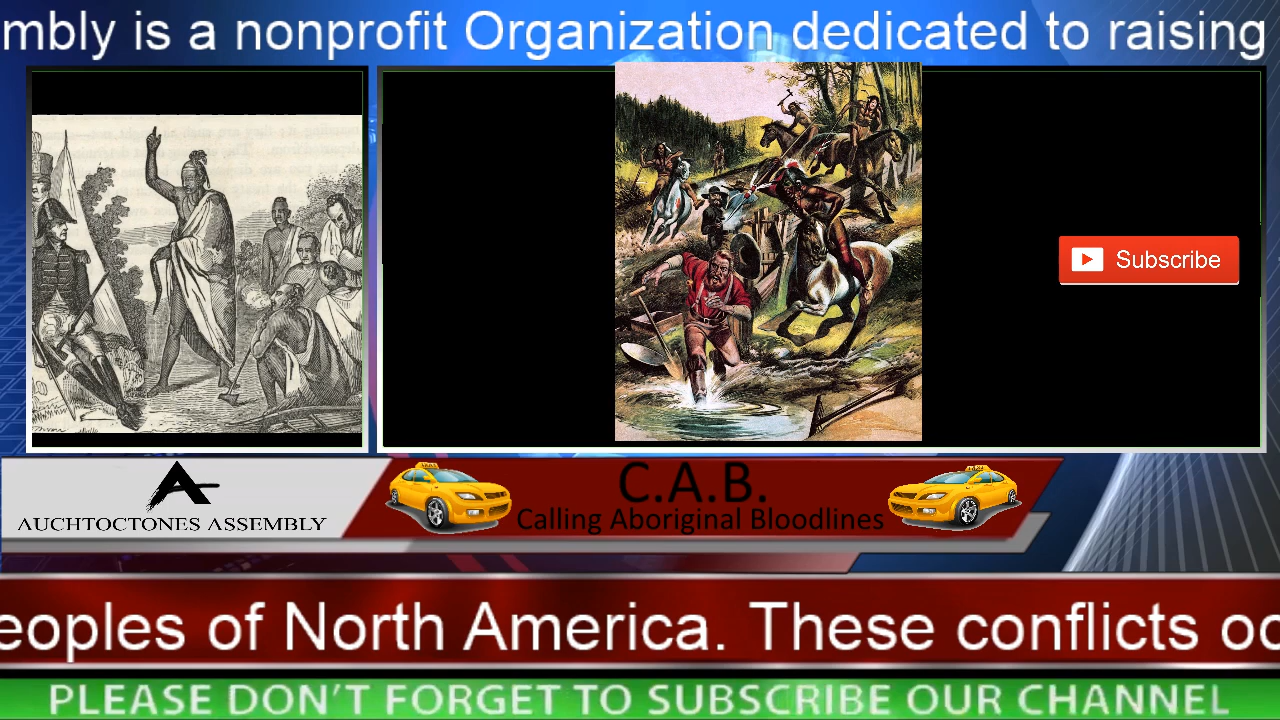 mbly is a nonprofit Organization dedicated to raising
Subscribe
C.A.B.
AUCHTOCTONES ASSEMBLY
Calling Aboriginal Bloodlines
eoples of North America. These conflicts oc
PLEASE DON'T FORGET TO SUBSCRIBE OUR CHANNEL